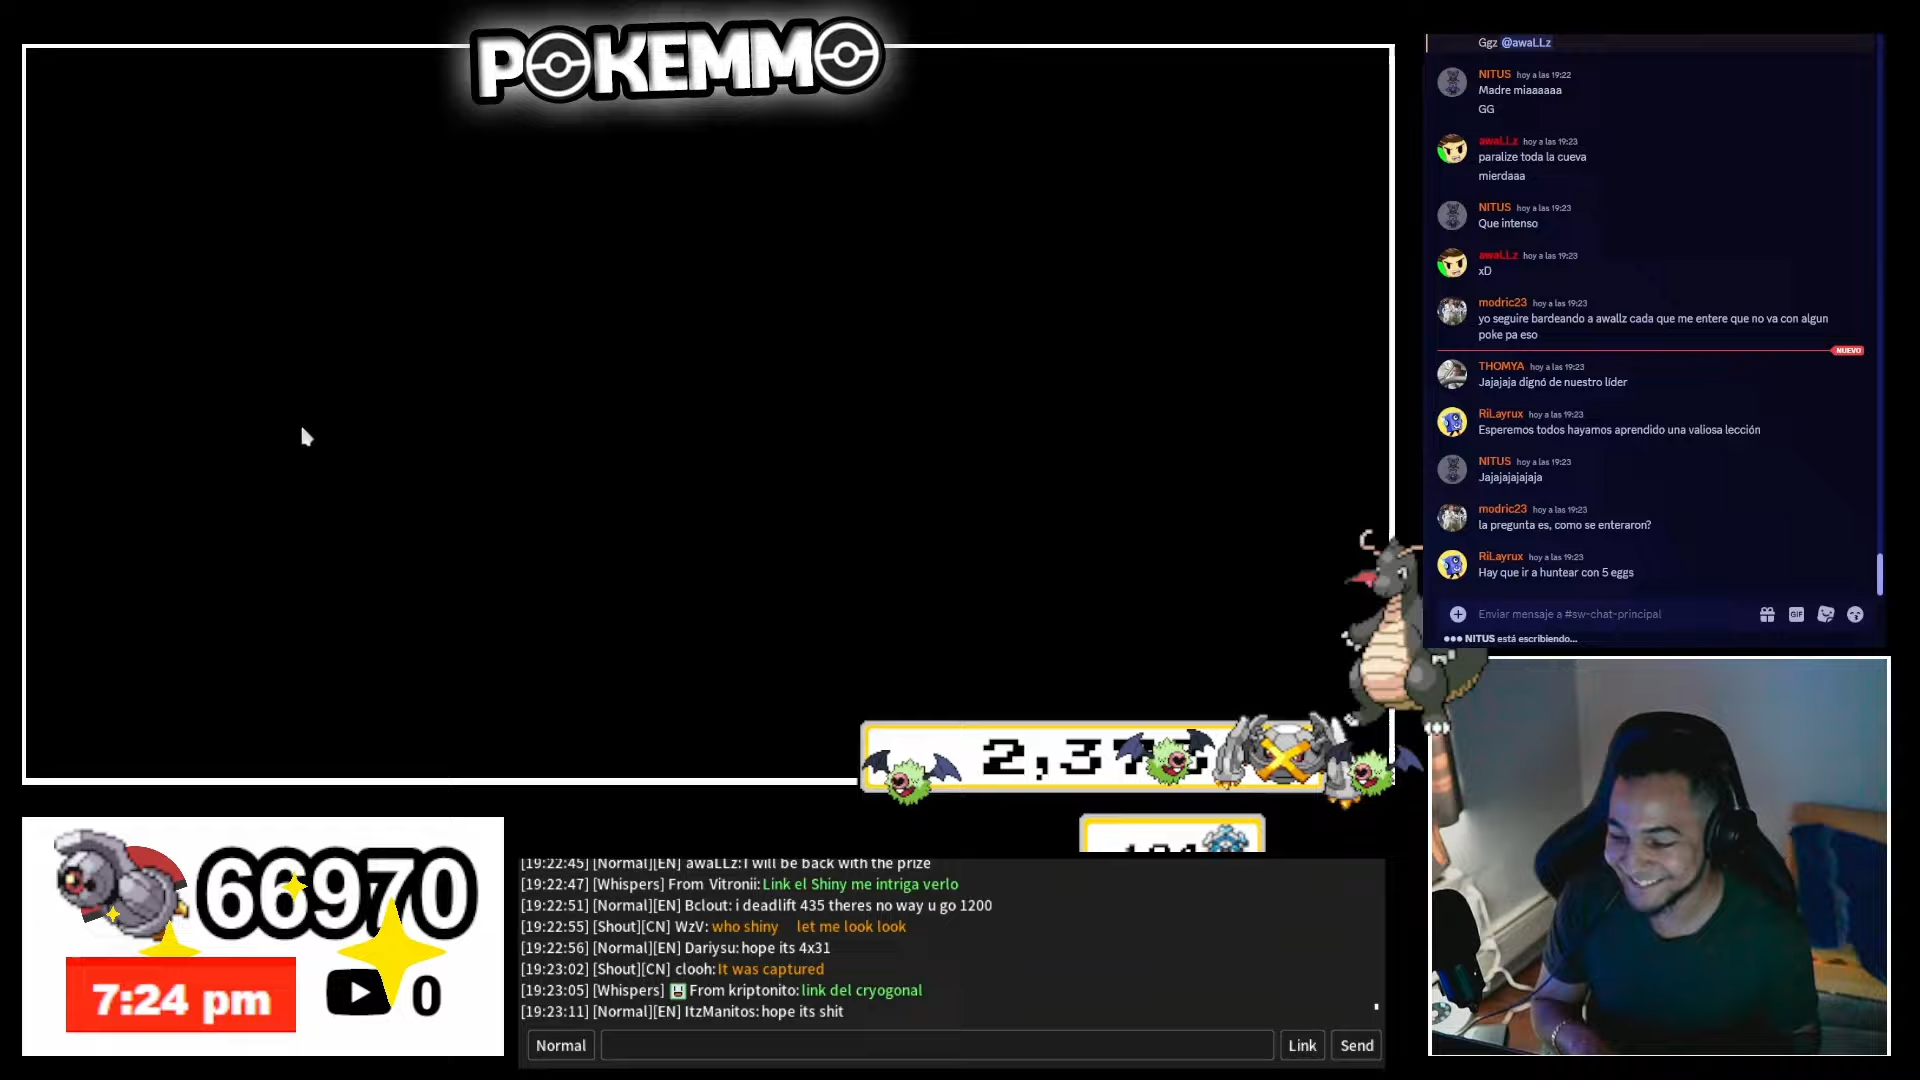 POKEMMO
Ggz @awaLLz
NITUS hoy a las 19:22
Madre miaaaaaa
GG
awaLLz hoy a las 19:23
paralize toda la cueva
mierdaaa
NITUS hoy a las 19:23
Que intenso
awaLLz hoy a las 19:23
xD
modric23 hoy a las 19:23
yo seguire bardeando a awallz cada que me entere que no va con algun
poke pa eso
NUEVO
THOMYA hoy a las 19:23
Jajajaja dignó de nuestro líder
RiLayrux hoy a las 19:23
Esperemos todos hayamos aprendido una valiosa lección
NITUS hoy a las 19:23
Jajajajajajaja
modric23 hoy a las 19:23
la pregunta es, como se enteraron?
RiLayrux hoy a las 19:23
Hay que ir a huntear con 5 eggs
Enviar mensaje a #sw-chat-principal
GIF
NITUS está escribiendo...
66970
7:24 pm
0
[19:22:45] [Normal][EN] awaLLz: I will be back with the prize
[19:22:47] [Whispers] From Vitronii: Link el Shiny me intriga verlo
[19:22:51] [Normal][EN] Bclout: i deadlift 435 theres no way u go 1200
[19:22:55] [Shout][CN] WzV: who shiny let me look look
[19:22:56] [Normal][EN] Dariysu: hope its 4x31
[19:23:02] [Shout][CN] clooh: It was captured
[19:23:05] [Whispers] From kriptonito: link del cryogonal
[19:23:11] [Normal][EN] ItzManitos: hope its shit
Normal
Link
Send